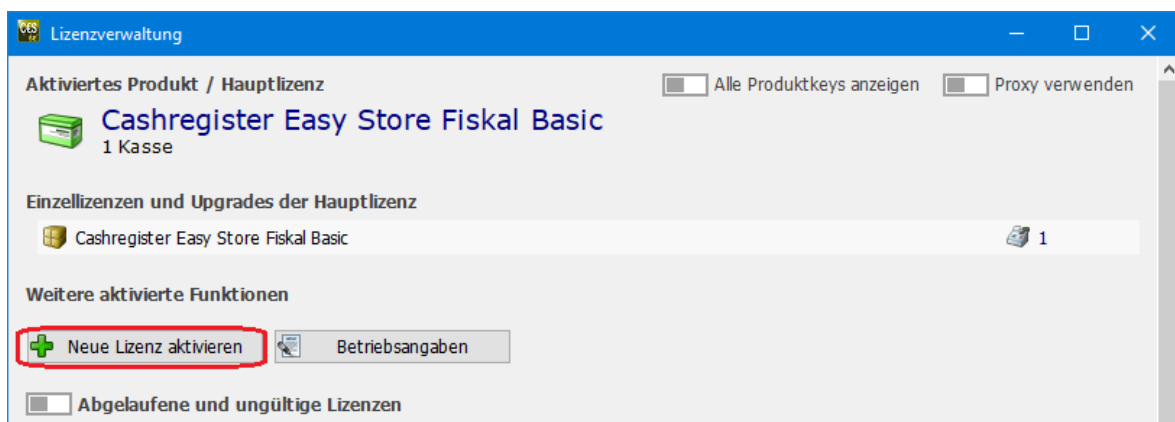 CES
Lizenzverwaltung
Aktiviertes Produkt / Hauptlizenz
Alle Produktkeys anzeigen
Proxy verwenden
Cashregister Easy Store Fiskal Basic
1 Kasse
Einzellizenzen und Upgrades der Hauptlizenz
Cashregister Easy Store Fiskal Basic
1
Weitere aktivierte Funktionen
Neue Lizenz aktivieren
Betriebsangaben
Abgelaufene und ungültige Lizenzen